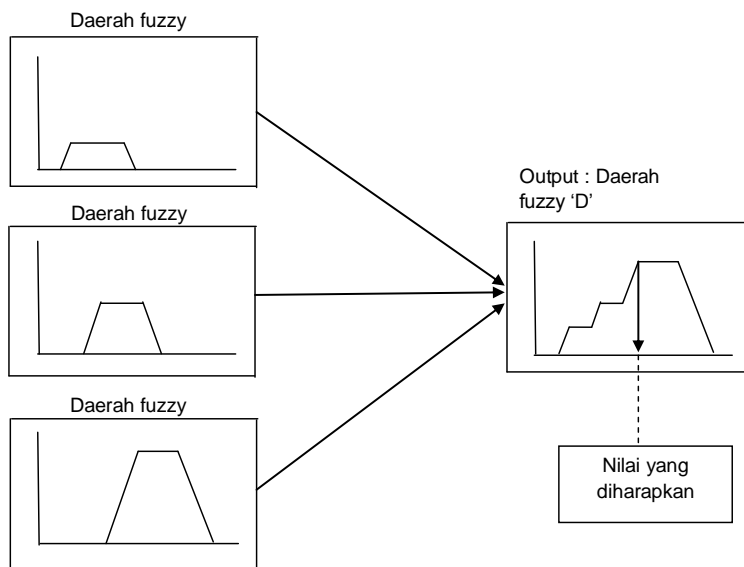 Daerah fuzzy
Daerah fuzzy
Daerah fuzzy
Output : Daerah
fuzzy ‘D’
Nilai yang
diharapkan